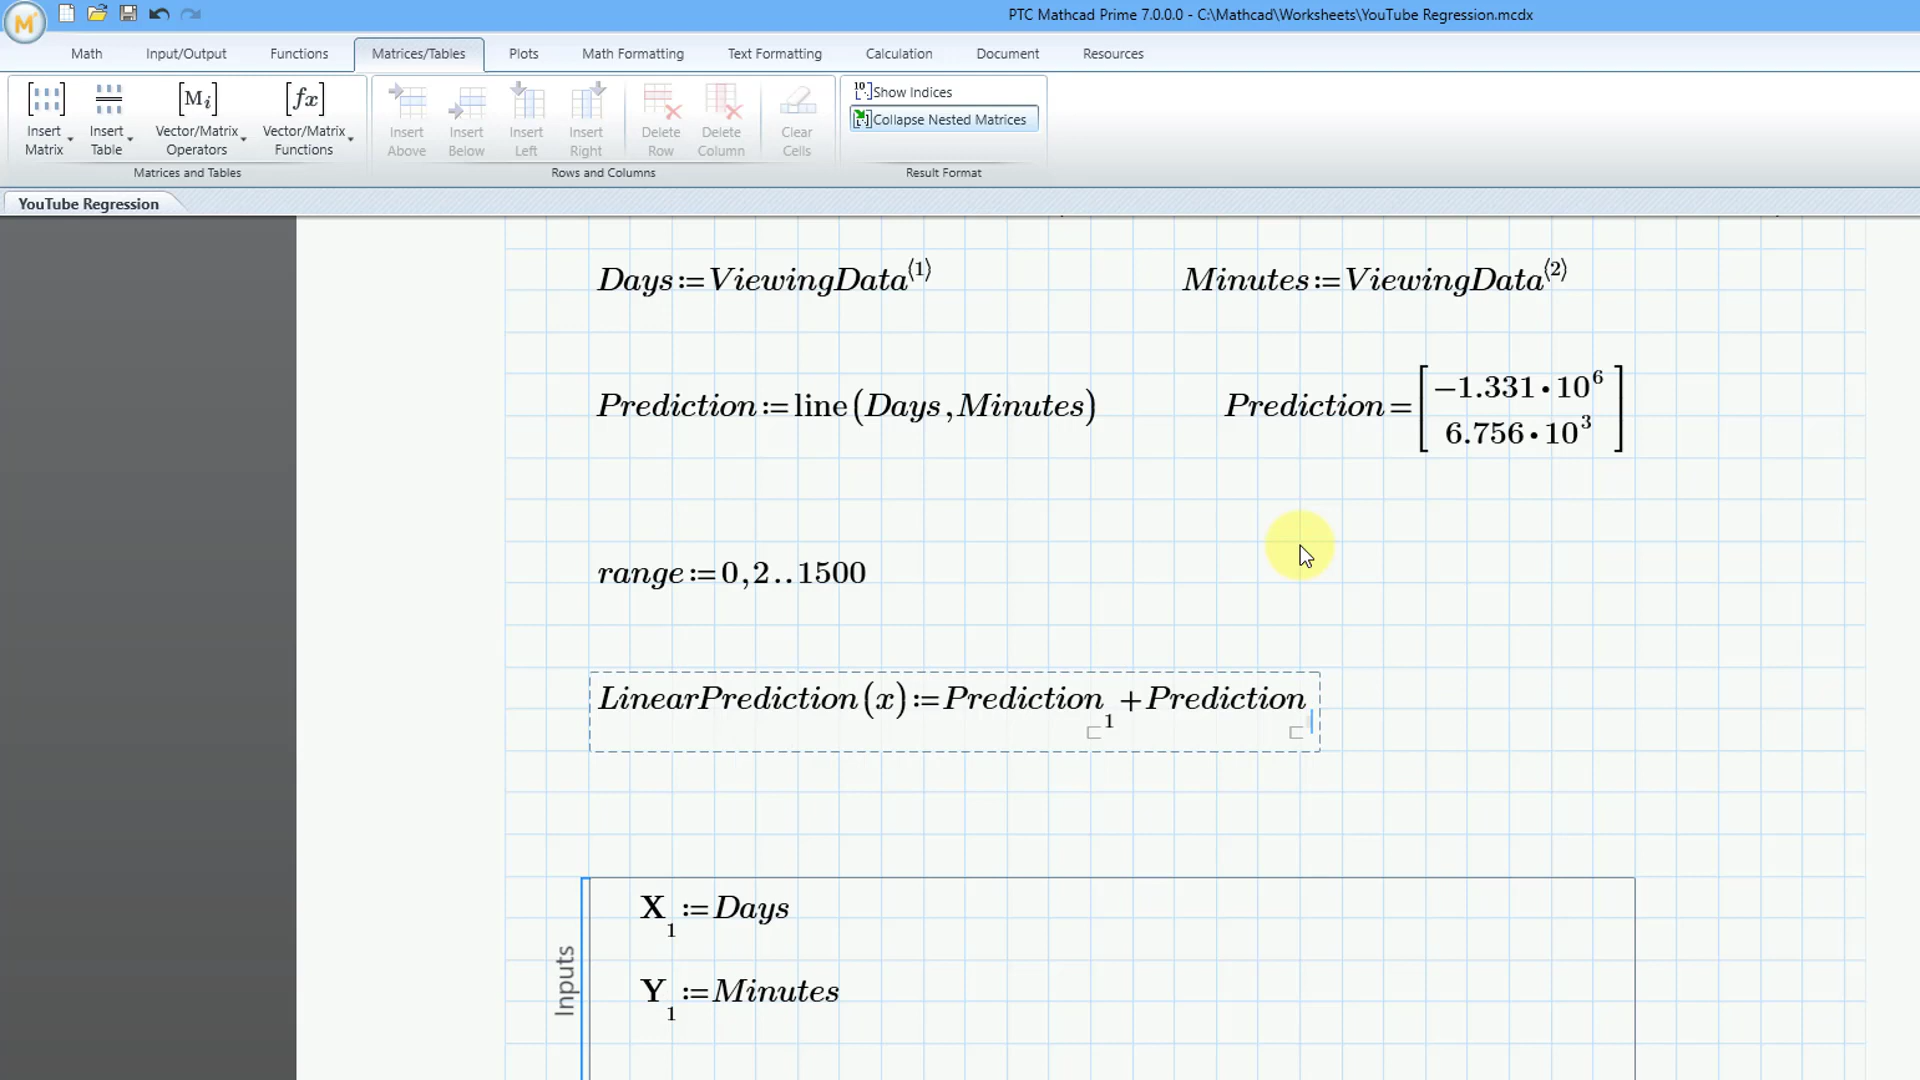 PTC Mathcad Prime 7.0.0.0 - C:\Mathcad\Worksheets\YouTube Regression.mcdx
Math Input/Output Functions Matrices/Tables Plots Math Formatting Text Formatting Calculation Document Resources
Insert Matrix
Insert Table
Vector/Matrix Operators
Vector/Matrix Functions
Insert Above
Insert Below
Insert Left
Insert Right
Delete Row
Delete Column
Clear Cells
Show Indices
Collapse Nested Matrices
Matrices and Tables
Rows and Columns
Result Format
YouTube Regression
Days:=ViewingData⟨1⟩
Minutes:=ViewingData⟨2⟩
Prediction:=line(Days,Minutes)
Prediction=[−1.331•10⁶
6.756•10³]
range:=0,2..1500
LinearPrediction(x):=Prediction₁+Prediction
Inputs
X₁:=Days
Y₁:=Minutes